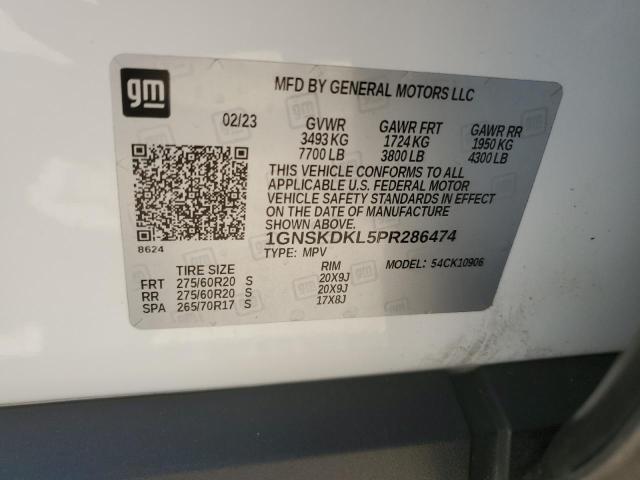 gm
MFD BY GENERAL MOTORS LLC
02/23 GVWR GAWR FRT GAWR RR
3493 KG 1724 KG 1950 KG
7700 LB 3800 LB 4300 LB
THIS VEHICLE CONFORMS TO ALL
APPLICABLE U.S. FEDERAL MOTOR
VEHICLE SAFETY STANDARDS IN EFFECT
ON THE DATE OF MANUFACTURE
SHOWN ABOVE.
1GNSKDKL5PR286474
8624
TYPE: MPV MODEL: 54CK10906
TIRE SIZE RIM
FRT 275/60R20 S 20X9J
RR 275/60R20 S 20X9J
SPA 265/70R17 S 17X8J